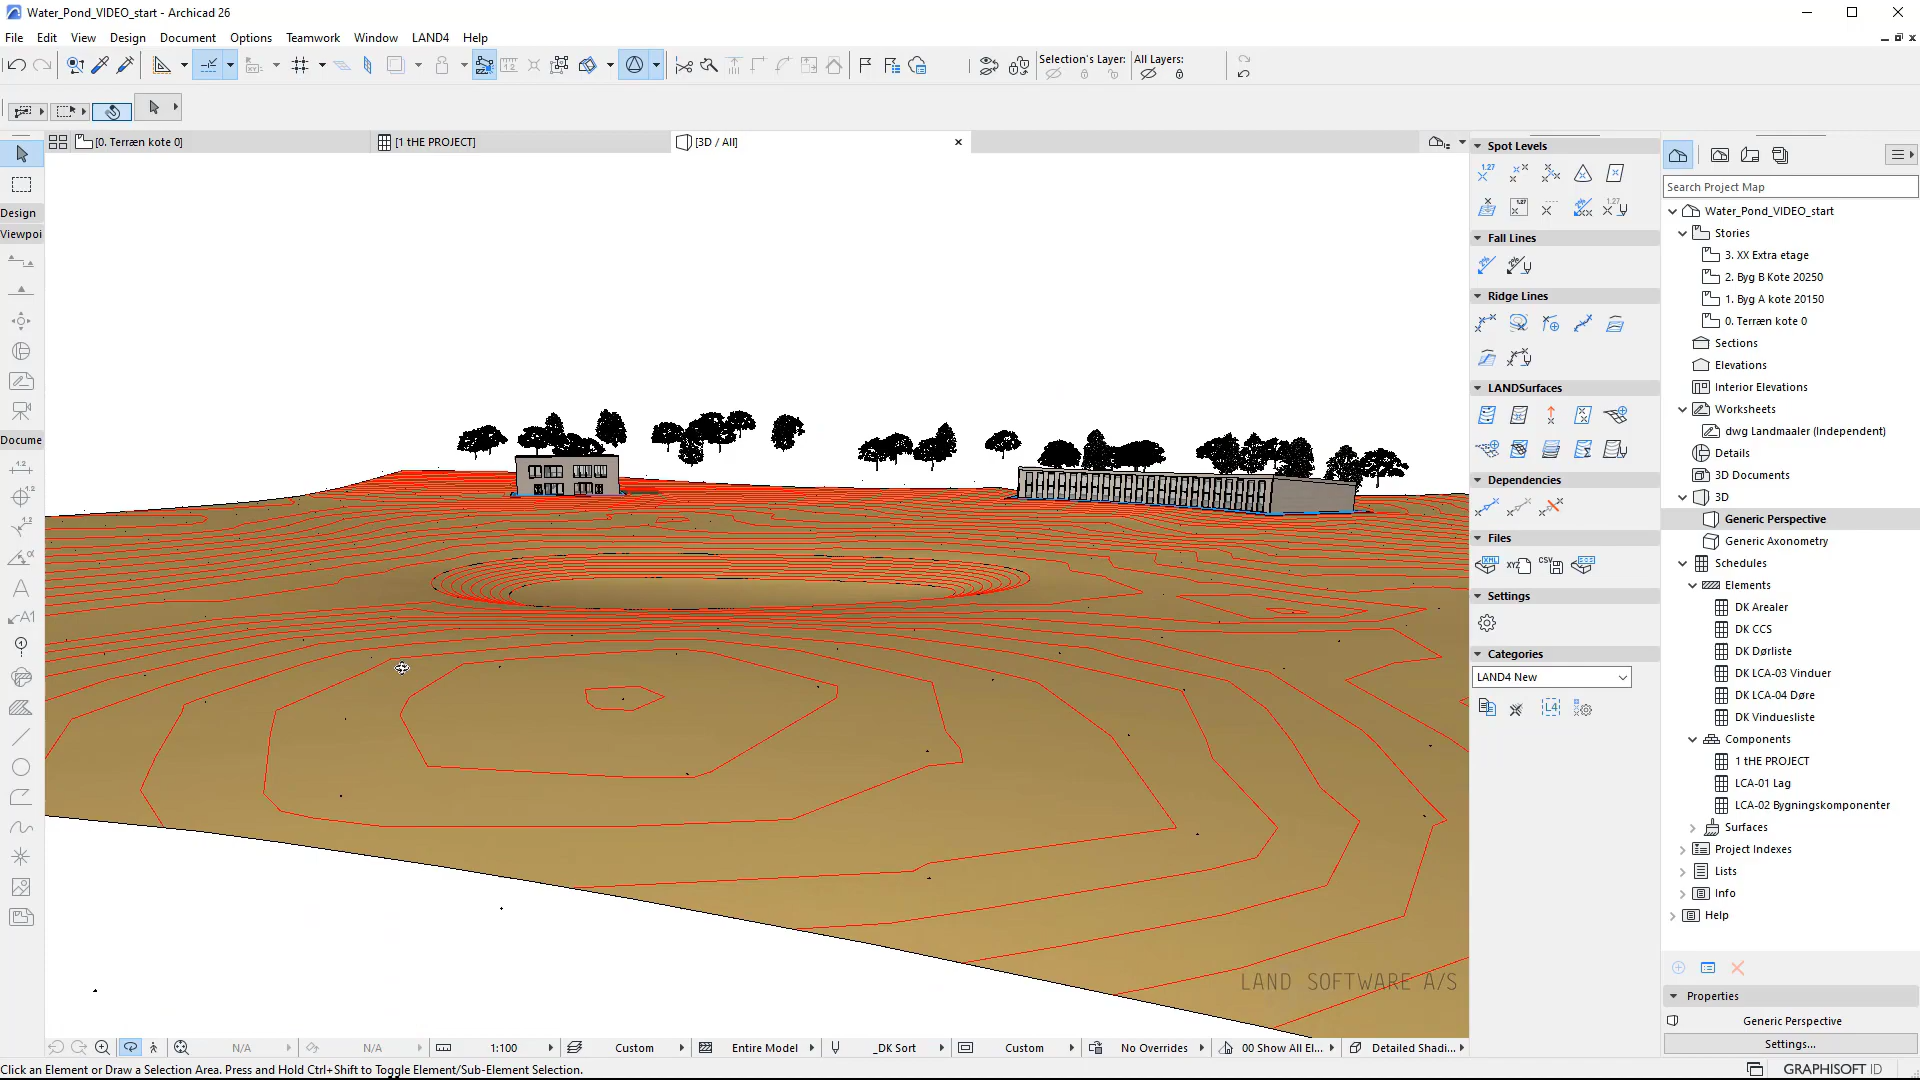 Water_Pond_VIDEO_start - Archicad 26
File Edit View Design Document Options Teamwork Window LAND4 Help
Selection's Layer: All Layers:
[0. Terræn kote 0]
[1 tHE PROJECT]
[3D / All]
Design
Viewpoi
Docume
Spot Levels
Fall Lines
Ridge Lines
LANDSurfaces
Dependencies
Files
Settings
Categories
LAND4 New
Search Project Map
Water_Pond_VIDEO_start
Stories
3. XX Extra etage
2. Byg B Kote 20250
1. Byg A kote 20150
0. Terræn kote 0
Sections
Elevations
Interior Elevations
Worksheets
dwg Landmaaler (Independent)
Details
3D Documents
3D
Generic Perspective
Generic Axonometry
Schedules
Elements
DK Arealer
DK CCS
DK Dørliste
DK LCA-03 Vinduer
DK LCA-04 Døre
DK Vinduesliste
Components
1 tHE PROJECT
LCA-01 Lag
LCA-02 Bygningskomponenter
Surfaces
Project Indexes
Lists
Info
Help
Properties
Generic Perspective
Settings...
LAND SOFTWARE A/S
N/A N/A 1:100 Custom Entire Model _DK Sort Custom No Overrides 00 Show All El... Detailed Shadi...
Click an Element or Draw a Selection Area. Press and Hold Ctrl+Shift to Toggle Element/Sub-Element Selection.
GRAPHISOFT ID